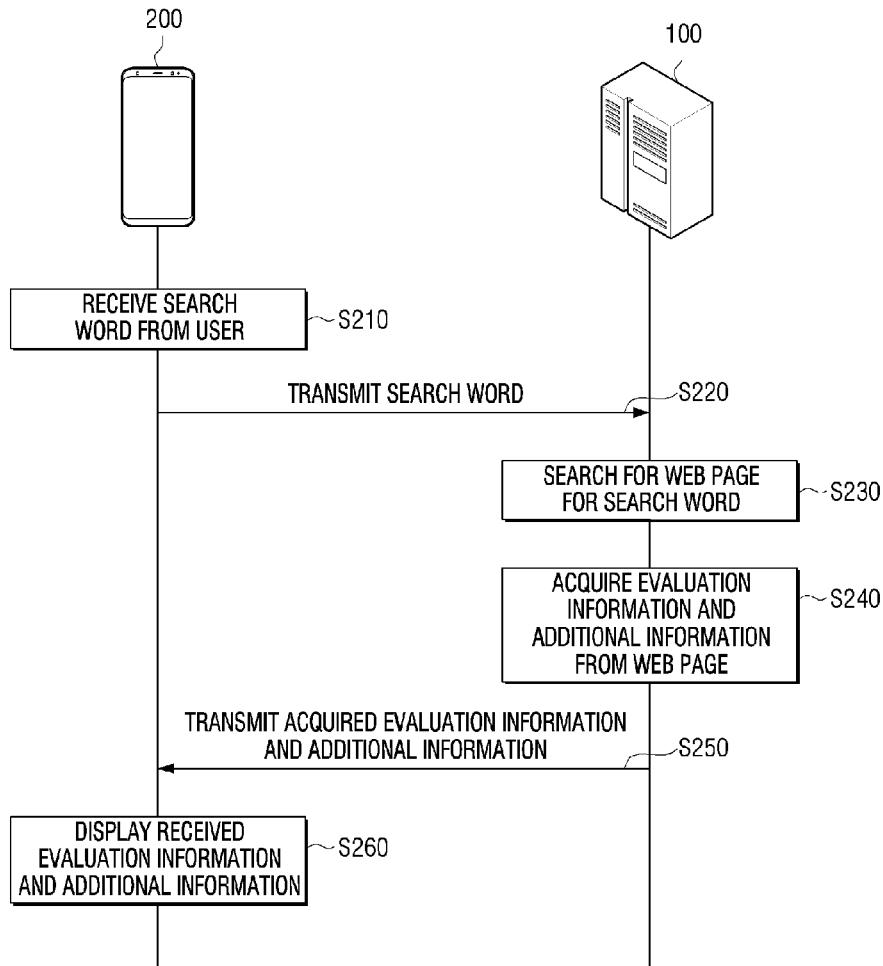 200
100
RECEIVE SEARCH
WORD FROM USER
S210
TRANSMIT SEARCH WORD
S220
SEARCH FOR WEB PAGE
FOR SEARCH WORD
S230
ACQUIRE EVALUATION
INFORMATION AND
ADDITIONAL INFORMATION
FROM WEB PAGE
S240
TRANSMIT ACQUIRED EVALUATION INFORMATION
AND ADDITIONAL INFORMATION
S250
DISPLAY RECEIVED
EVALUATION INFORMATION
AND ADDITIONAL INFORMATION
S260